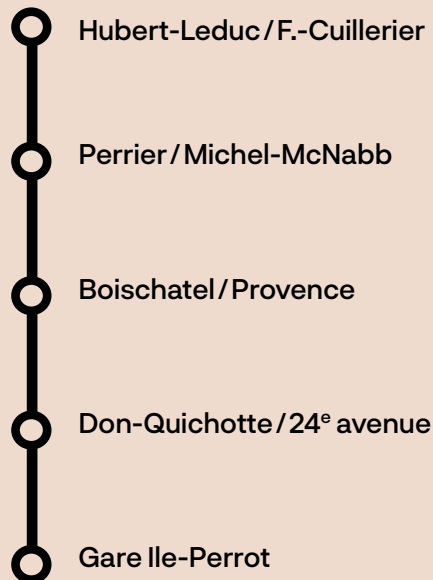 Hubert-Leduc/F.-Cuillerier
Perrier/Michel-McNabb
Boischatel/Provence
Don-Quichotte/24e avenue
Gare Ile-Perrot